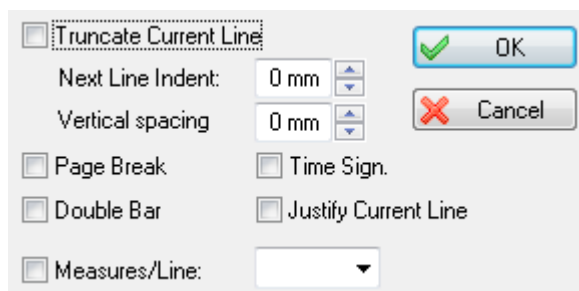 Truncate Current Line
OK
Next Line Indent: 0 mm
Cancel
Vertical spacing 0 mm
Page Break Time Sign.
Double Bar Justify Current Line
Measures/Line: